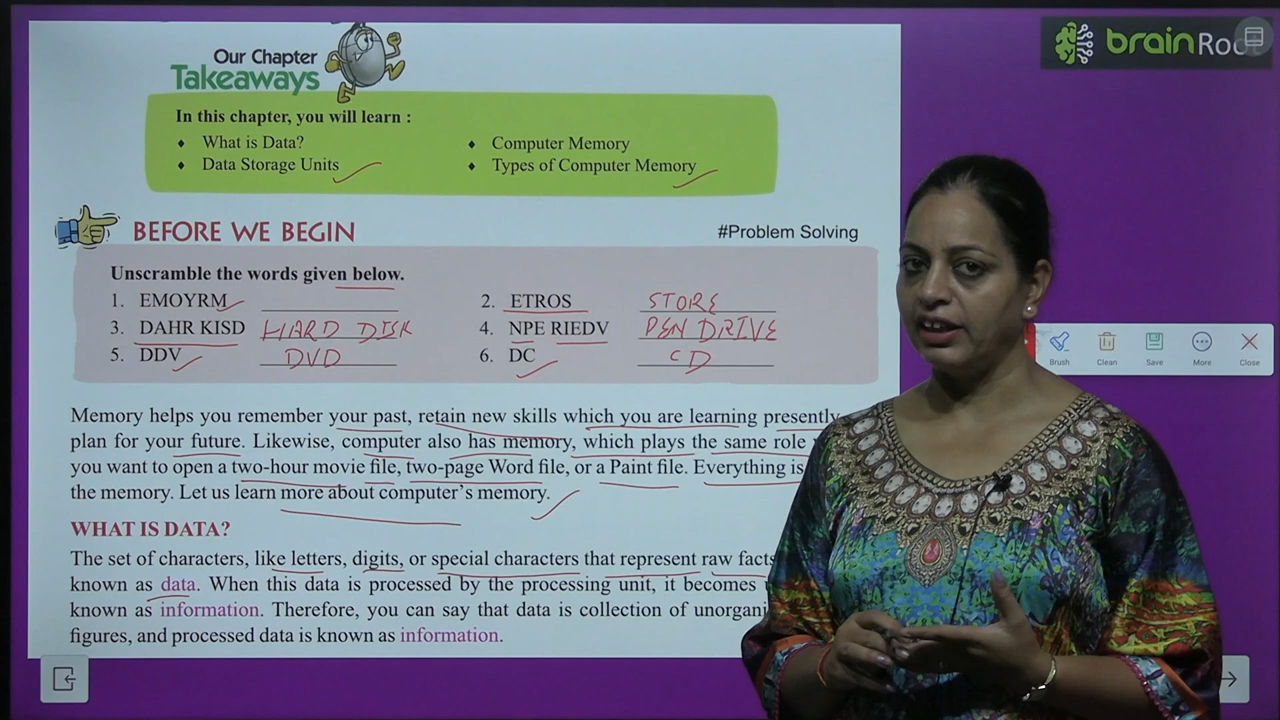 Our Chapter
Takeaways
brainRoo
In this chapter, you will learn :
♦ What is Data?
♦ Computer Memory
♦ Data Storage Units
♦ Types of Computer Memory
BEFORE WE BEGIN
#Problem Solving
Unscramble the words given below.
1. EMOYRM
2. ETROS STORE
3. DAHR KISD HARD DISK
4. NPE RIEDV PEN DRIVE
5. DDV DVD
6. DC CD
Brush Clean Save More Close
Memory helps you remember your past, retain new skills which you are learning presently
plan for your future. Likewise, computer also has memory, which plays the same role
you want to open a two-hour movie file, two-page Word file, or a Paint file. Everything is
the memory. Let us learn more about computer's memory.
WHAT IS DATA?
The set of characters, like letters, digits, or special characters that represent raw facts
known as data. When this data is processed by the processing unit, it becomes
known as information. Therefore, you can say that data is collection of unorgani
figures, and processed data is known as information.